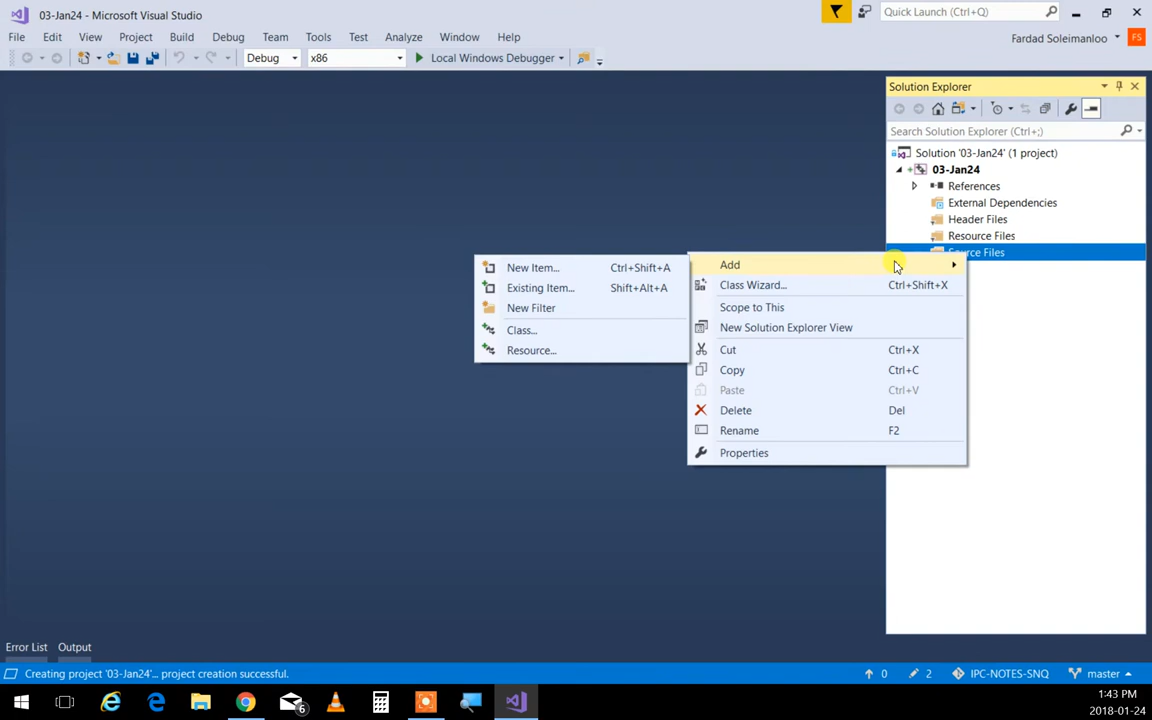 03-Jan24 - Microsoft Visual Studio
Quick Launch (Ctrl+Q)
File Edit View Project Build Debug Team Tools Test Analyze Window Help
Fardad Soleimanloo FS
Debug x86 Local Windows Debugger
Solution Explorer
Search Solution Explorer (Ctrl+;)
Solution '03-Jan24' (1 project)
03-Jan24
References
External Dependencies
Header Files
Resource Files
Source Files
Add
Class Wizard... Ctrl+Shift+X
Scope to This
New Solution Explorer View
Cut Ctrl+X
Copy Ctrl+C
Paste Ctrl+V
Delete Del
Rename F2
Properties
New Item... Ctrl+Shift+A
Existing Item... Shift+Alt+A
New Filter
Class...
Resource...
Error List Output
Creating project '03-Jan24'... project creation successful.
0 2 IPC-NOTES-SNQ master
6
1:43 PM
2018-01-24